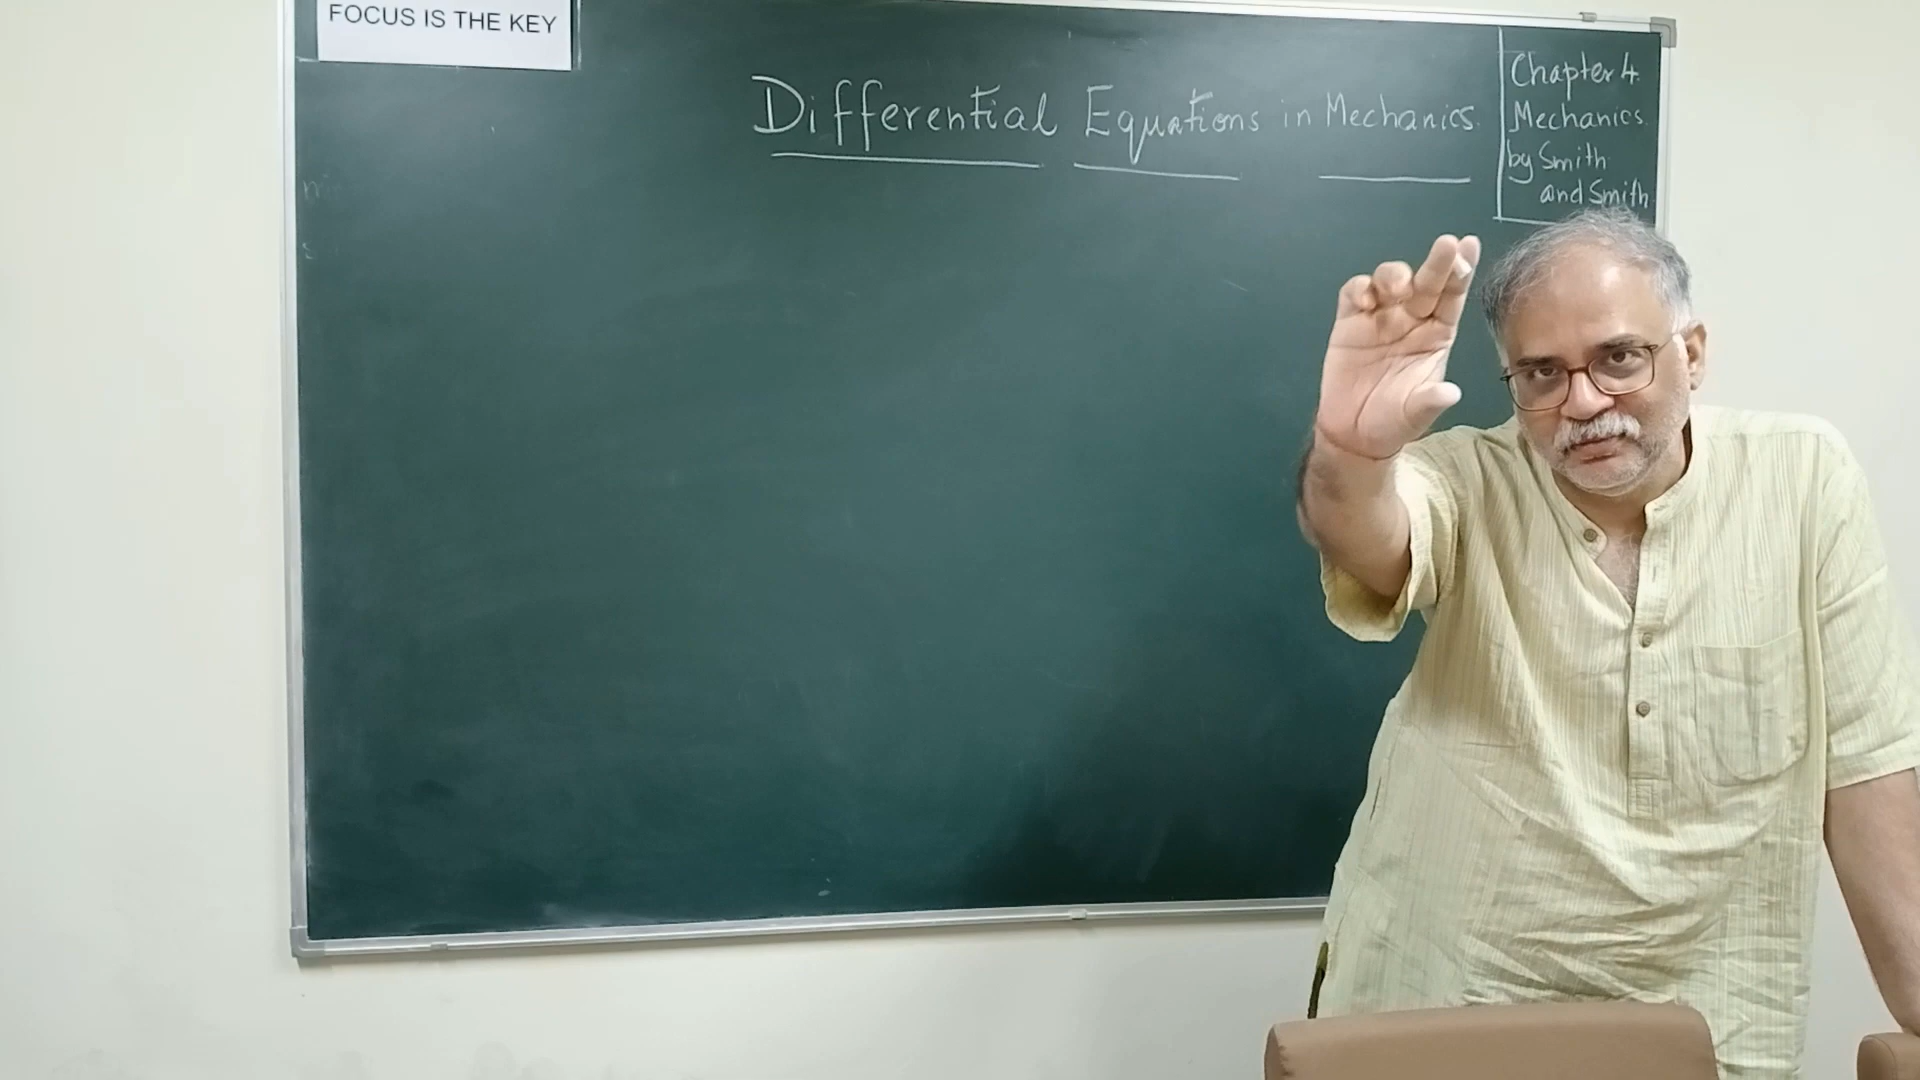 FOCUS IS THE KEY
Differential Equations in Mechanics.
Chapter 4.
Mechanics.
by Smith
and Smith